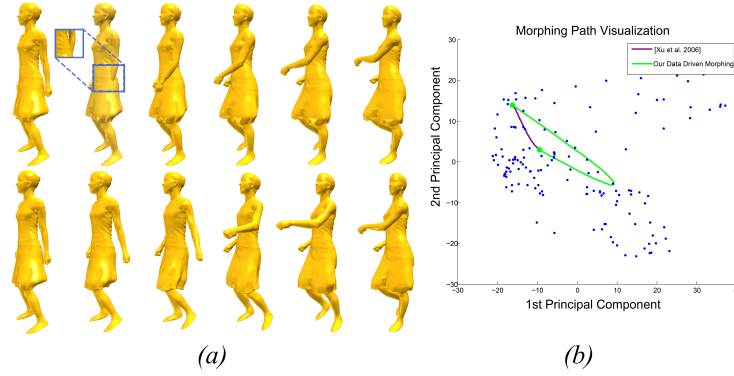 Morphing Path Visualization
[Xu et al. 2006]
Our Data Driven Morphing
2nd Principal Component
30
20
10
0
−10
−20
−30
−30 −20 −10 0 10 20 30
1st Principal Component
(a)
(b)